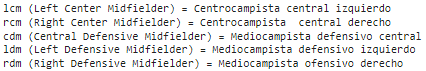 lcm (Left Center Midfielder) = Centrocampista central izquierdo
rcm (Right Center Midfielder) = Centrocampista  central derecho
cdm (Central Defensive Midfielder) = Mediocampista defensivo central
ldm (Left Defensive Midfielder) = Mediocampista defensivo izquierdo
rdm (Right Defensive Midfielder) = Mediocampista ofensivo derecho